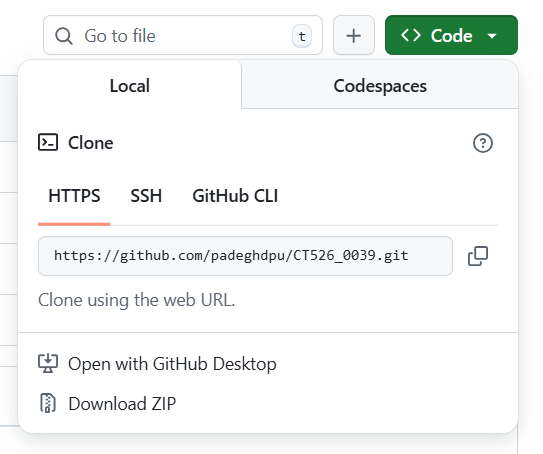 Go to file t + Code
Local Codespaces
Clone
HTTPS SSH GitHub CLI
https://github.com/padeghdpu/CT526_0039.git
Clone using the web URL.
Open with GitHub Desktop
Download ZIP